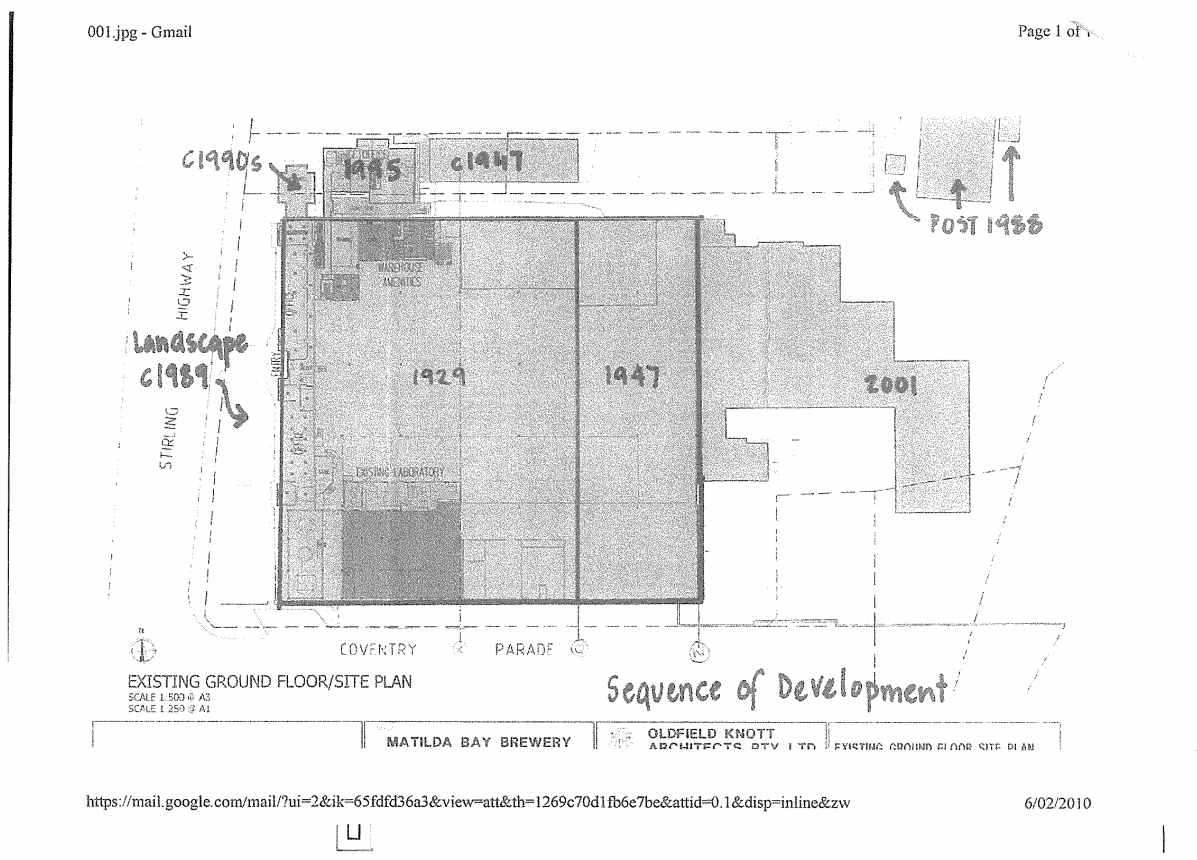 001.jpg - Gmail
Page 1 of 1
c1990s
1995
c1947
POST 1988
WAREHOUSE
AMENITIES
STIRLING HIGHWAY
Landscape
c1989
OFFICE
ENTRY
OFFICE
1929
1947
2001
EXISTING LABORATORY
N
COVENTRY PARADE
K
Q
EXISTING GROUND FLOOR/SITE PLAN
SCALE 1:500 @ A3
SCALE 1:250 @ A1
Sequence of Development
MATILDA BAY BREWERY
OLDFIELD KNOTT
ARCHITECTS PTY LTD
EXISTING GROUND FLOOR SITE PLAN
https://mail.google.com/mail/?ui=2&ik=65fdfd36a3&view=att&th=1269c70d1fb6e7be&attid=0.1&disp=inline&zw
6/02/2010